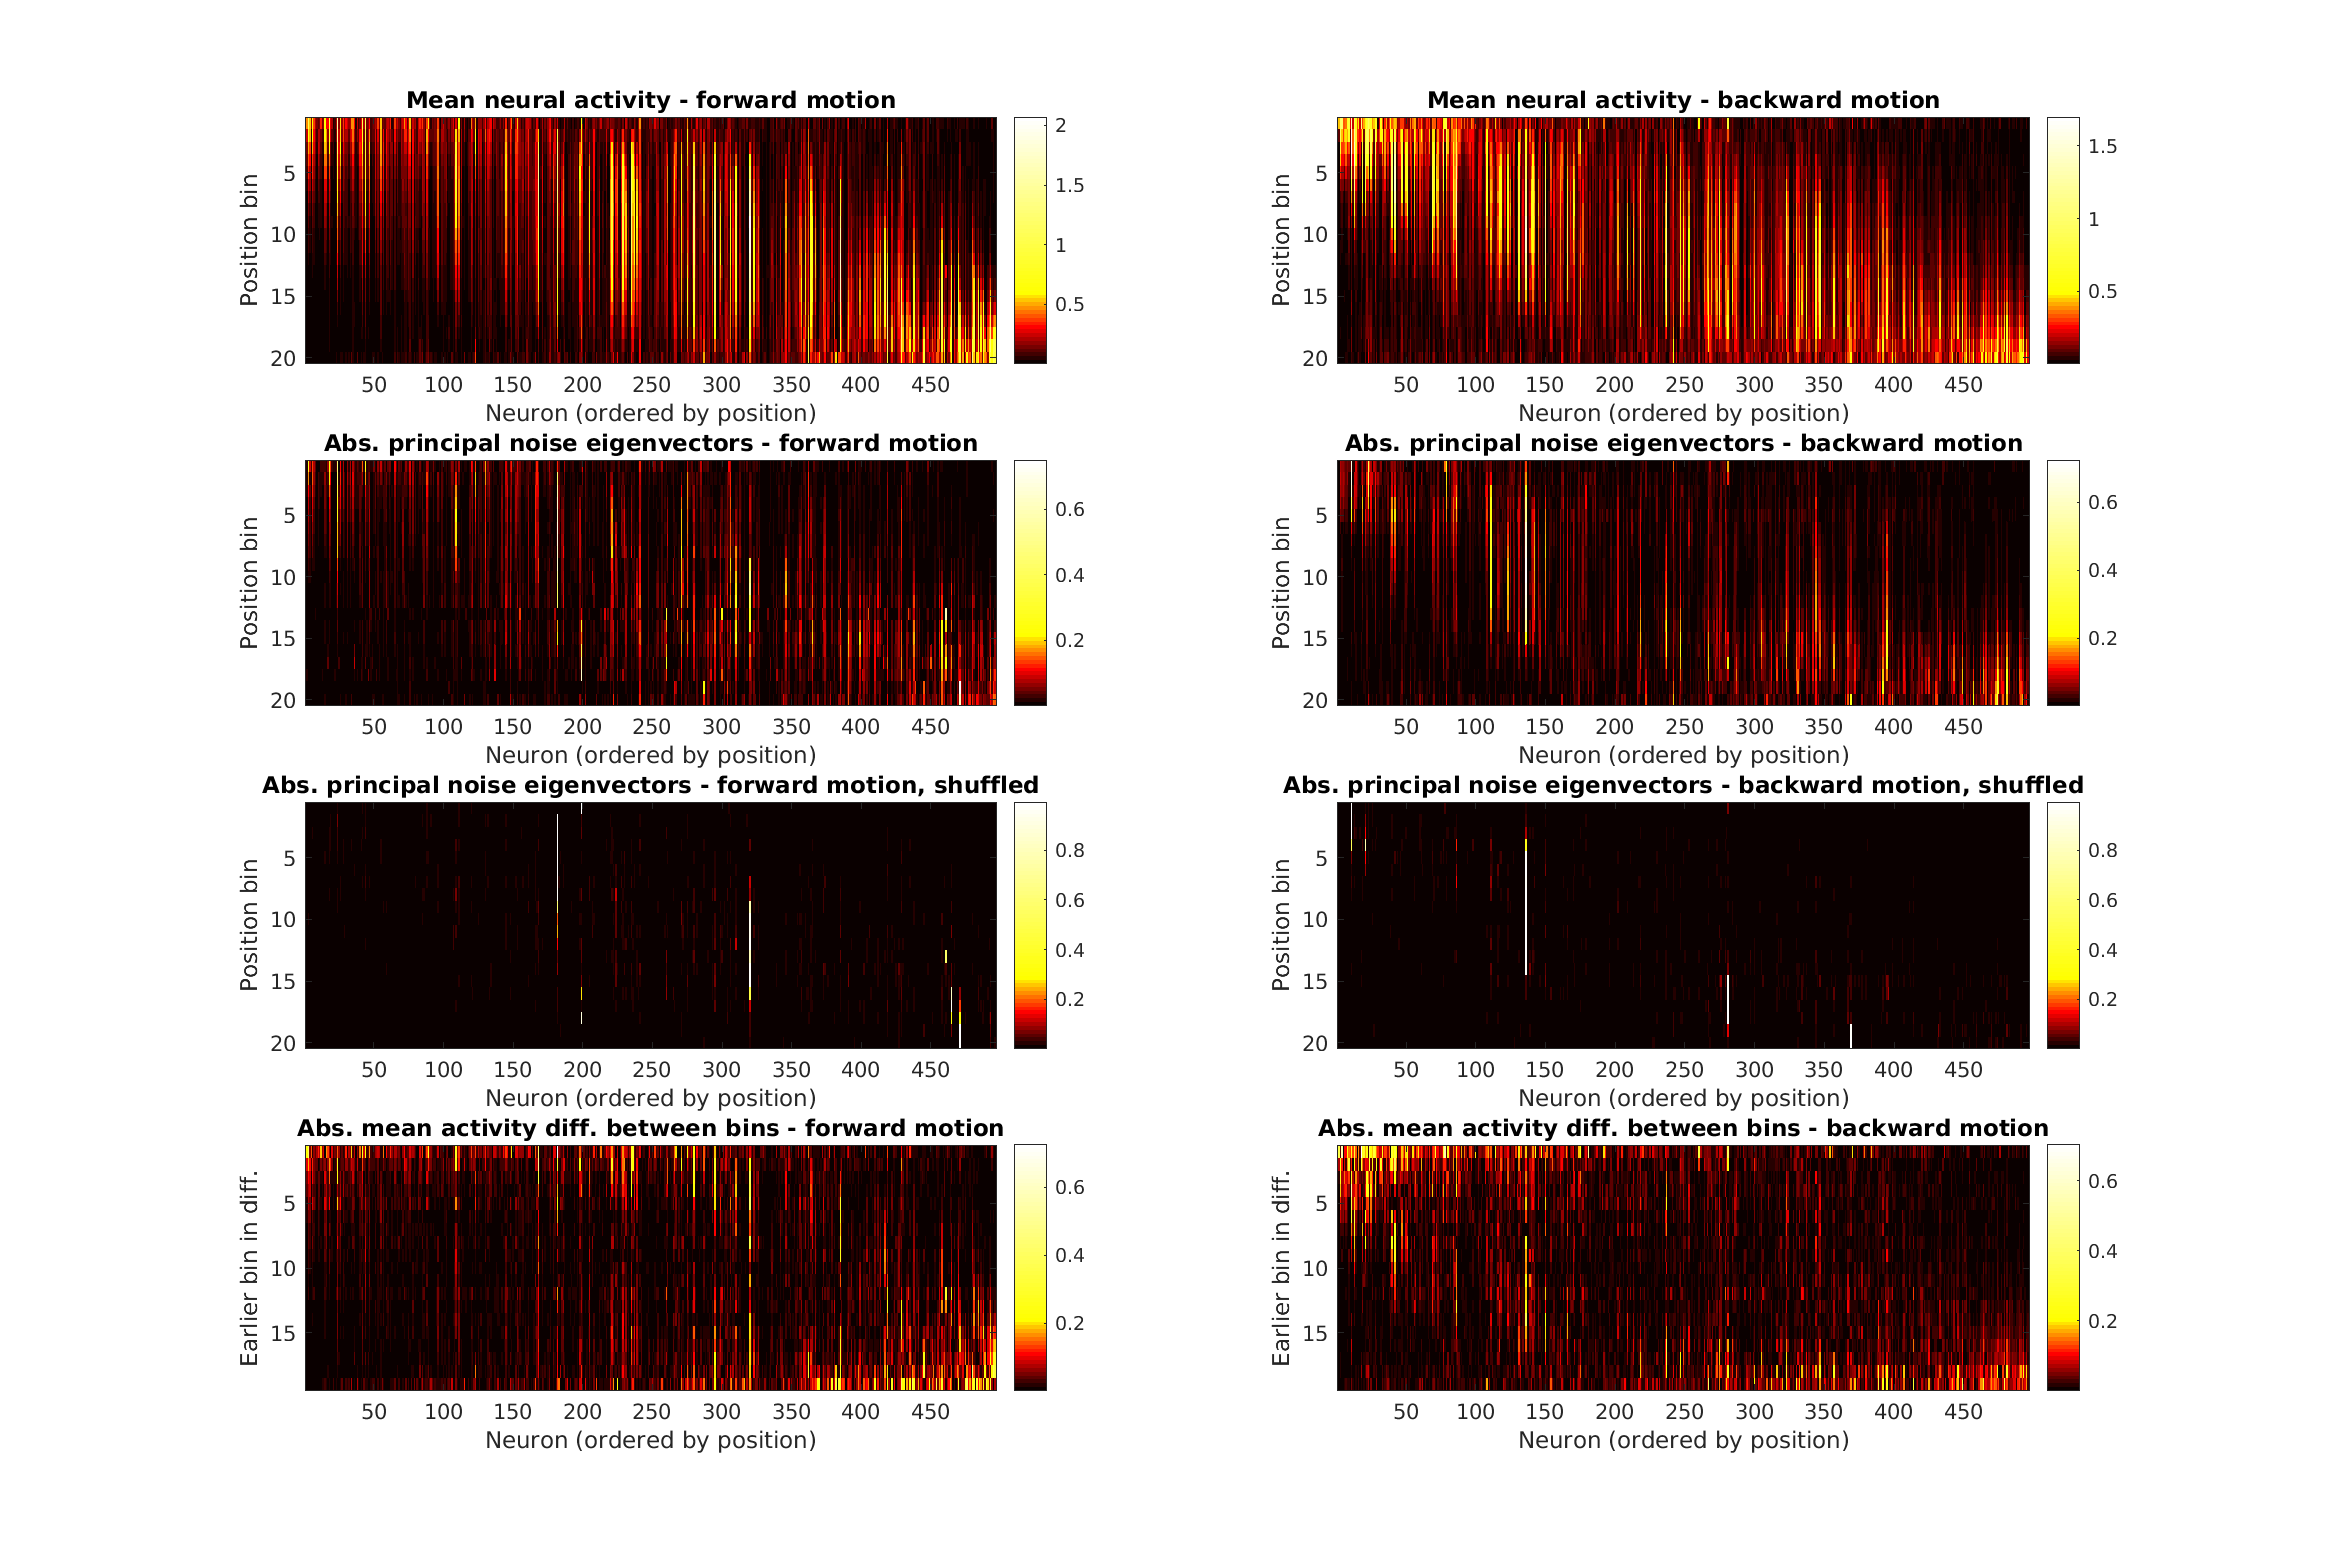 Mean neural activity - forward motion
Position bin
5
10
15
20
50 100 150 200 250 300 350 400 450
Neuron (ordered by position)
2
1.5
1
0.5
Mean neural activity - backward motion
Position bin
5
10
15
20
50 100 150 200 250 300 350 400 450
Neuron (ordered by position)
1.5
1
0.5
Abs. principal noise eigenvectors - forward motion
Position bin
5
10
15
20
50 100 150 200 250 300 350 400 450
Neuron (ordered by position)
0.6
0.4
0.2
Abs. principal noise eigenvectors - backward motion
Position bin
5
10
15
20
50 100 150 200 250 300 350 400 450
Neuron (ordered by position)
0.6
0.4
0.2
Abs. principal noise eigenvectors - forward motion, shuffled
Position bin
5
10
15
20
50 100 150 200 250 300 350 400 450
Neuron (ordered by position)
0.8
0.6
0.4
0.2
Abs. principal noise eigenvectors - backward motion, shuffled
Position bin
5
10
15
20
50 100 150 200 250 300 350 400 450
Neuron (ordered by position)
0.8
0.6
0.4
0.2
Abs. mean activity diff. between bins - forward motion
Earlier bin in diff.
5
10
15
50 100 150 200 250 300 350 400 450
Neuron (ordered by position)
0.6
0.4
0.2
Abs. mean activity diff. between bins - backward motion
Earlier bin in diff.
5
10
15
50 100 150 200 250 300 350 400 450
Neuron (ordered by position)
0.6
0.4
0.2